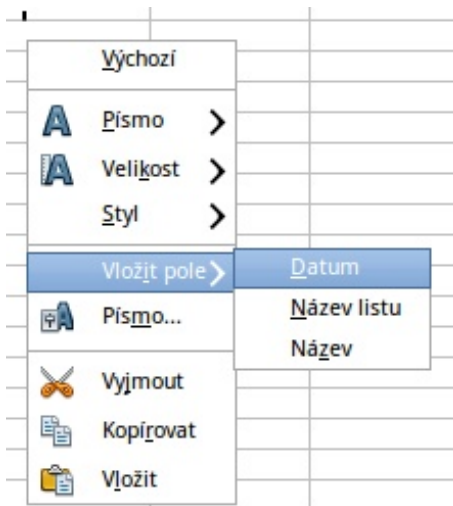 Výchozí
Písmo
Velikost
Styl
Vložit pole
Datum
Název listu
Název
Písmo...
Vyjmout
Kopírovat
Vložit